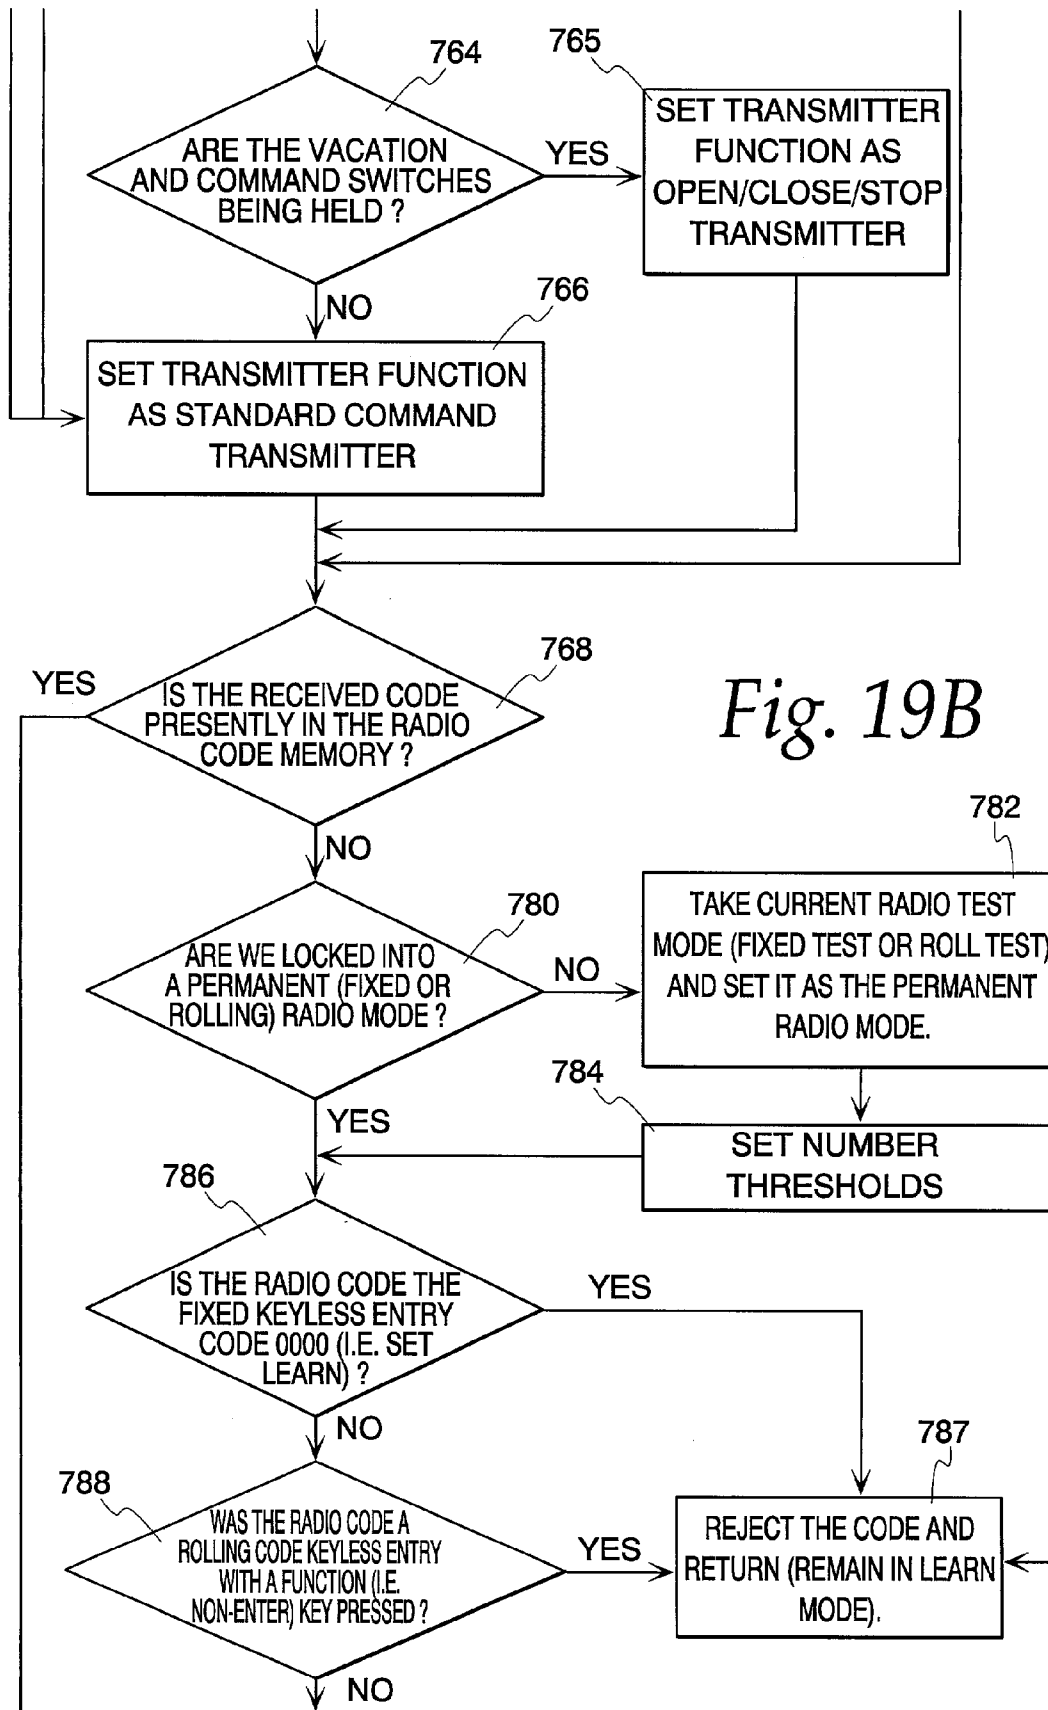 764
765
ARE THE VACATION
AND COMMAND SWITCHES
BEING HELD ?
YES
SET TRANSMITTER
FUNCTION AS
OPEN/CLOSE/STOP
TRANSMITTER
NO
766
SET TRANSMITTER FUNCTION
AS STANDARD COMMAND
TRANSMITTER
YES
768
IS THE RECEIVED CODE
PRESENTLY IN THE RADIO
CODE MEMORY ?
Fig. 19B
NO
782
780
ARE WE LOCKED INTO
A PERMANENT (FIXED OR
ROLLING) RADIO MODE ?
NO
TAKE CURRENT RADIO TEST
MODE (FIXED TEST OR ROLL TEST)
AND SET IT AS THE PERMANENT
RADIO MODE.
784
YES
SET NUMBER
THRESHOLDS
786
IS THE RADIO CODE THE
FIXED KEYLESS ENTRY
CODE 0000 (I.E. SET
LEARN) ?
YES
NO
787
788
WAS THE RADIO CODE A
ROLLING CODE KEYLESS ENTRY
WITH A FUNCTION (I.E.
NON-ENTER) KEY PRESSED ?
YES
REJECT THE CODE AND
RETURN (REMAIN IN LEARN
MODE).
NO